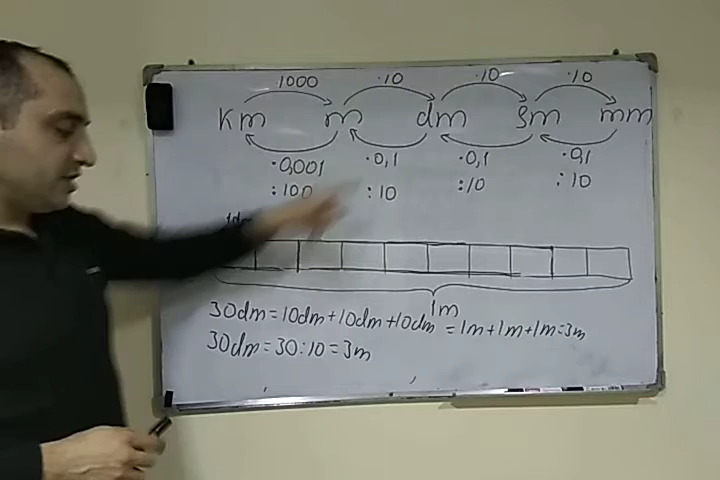 ·1000 ·10 ·10 ·10
km m dm sm mm
·0,001 ·0,1 ·0,1 ·0,1
:100 :10 :10 :10
1dm
1m
30dm=10dm+10dm+10dm =1m+1m+1m=3m
30dm=30:10=3m